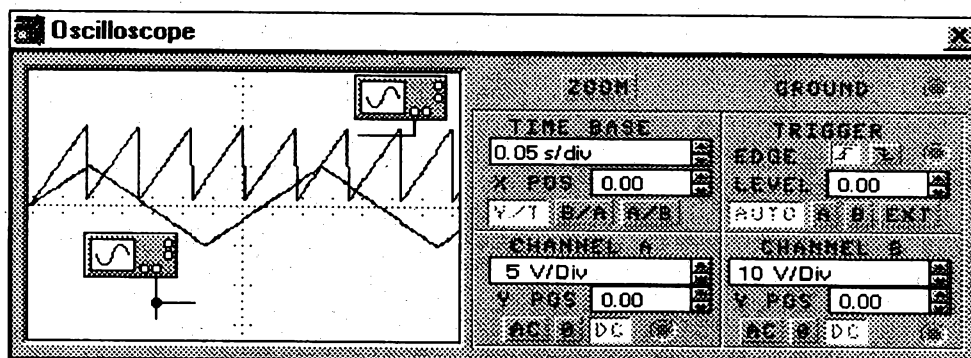 Oscilloscope
ZOOM
GROUND
TIME BASE
0.05 s/div
X POS 0.00
Y/T B/A A/B
TRIGGER
EDGE
LEVEL 0.00
AUTO A B EXT
CHANNEL A
5 V/Div
Y POS 0.00
AC 0 DC
CHANNEL B
10 V/Div
Y POS 0.00
AC 0 DC